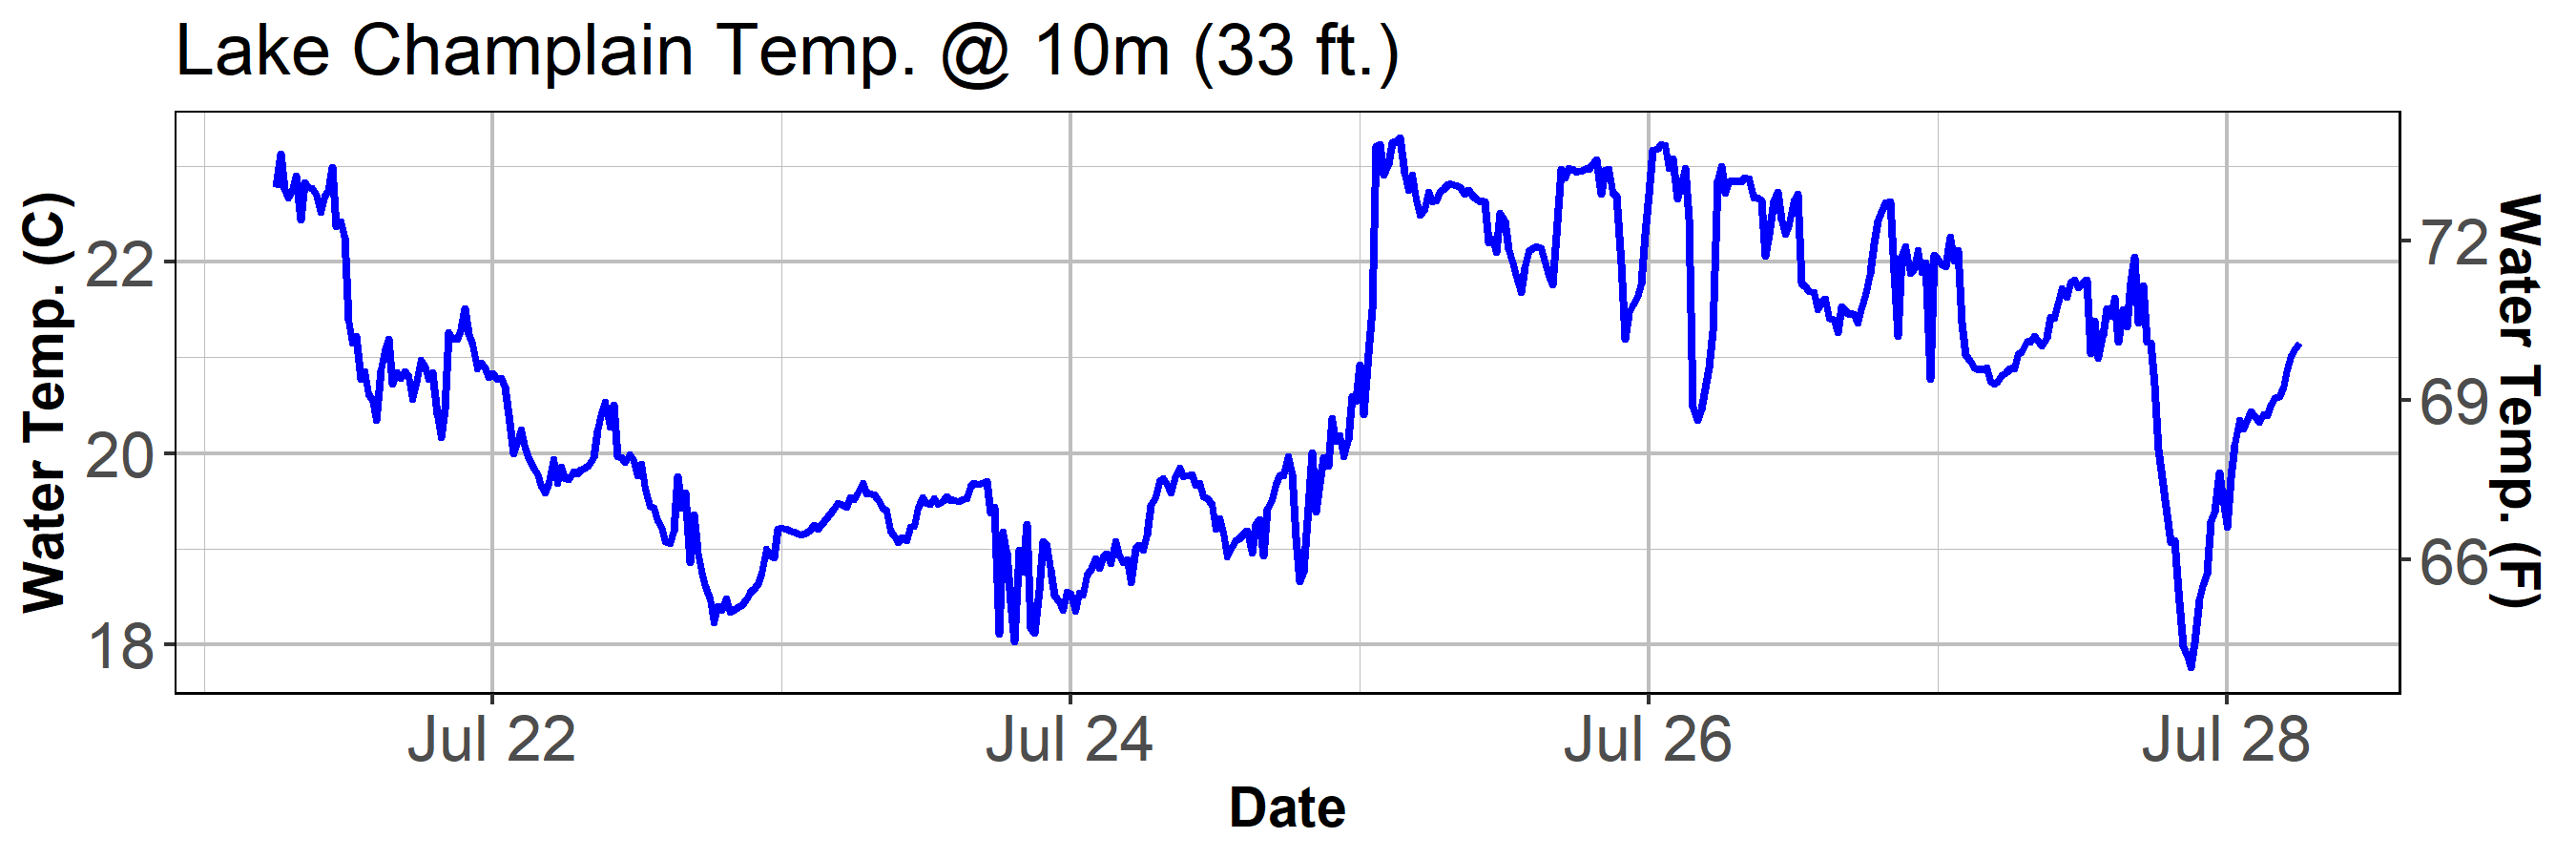 Lake Champlain Temp. @ 10m (33 ft.)
Water Temp. (C)
22
20
18
72
69
66
Water Temp. (F)
Jul 22
Jul 24
Jul 26
Jul 28
Date